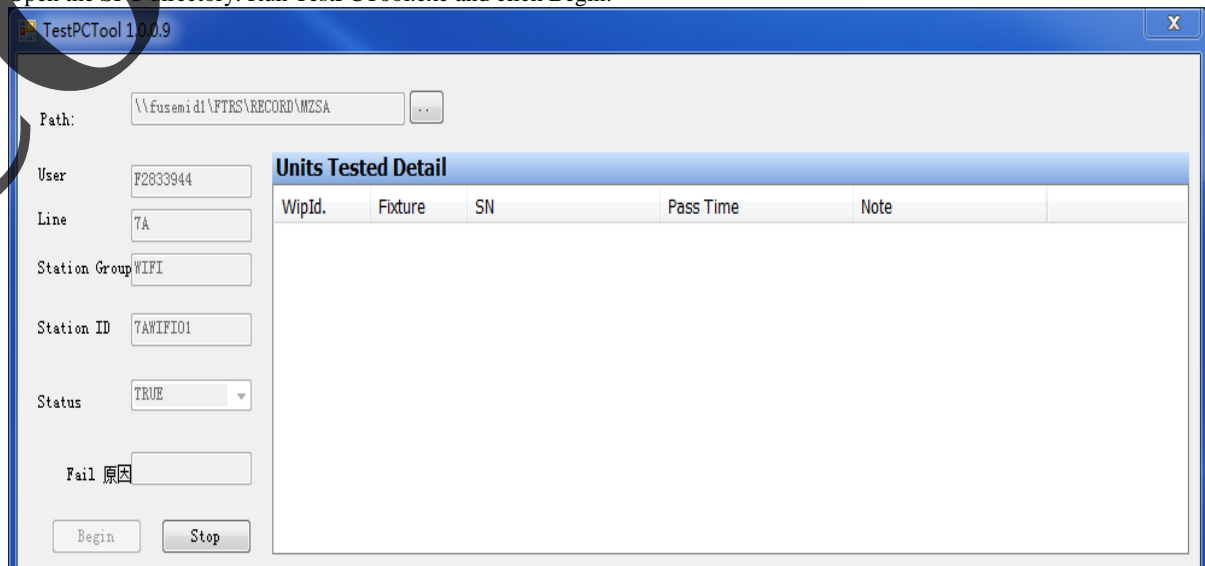 TestPCTool 1.0.0.9
X
Path:
\\fusemid1\FTRS\RECORD\MZSA
..
User
F2833944
Line
7A
Station Group
WIFI
Station ID
7AWIFI01
Status
TRUE
Fail 原因
Begin
Stop
Units Tested Detail
WipId. Fixture SN Pass Time Note